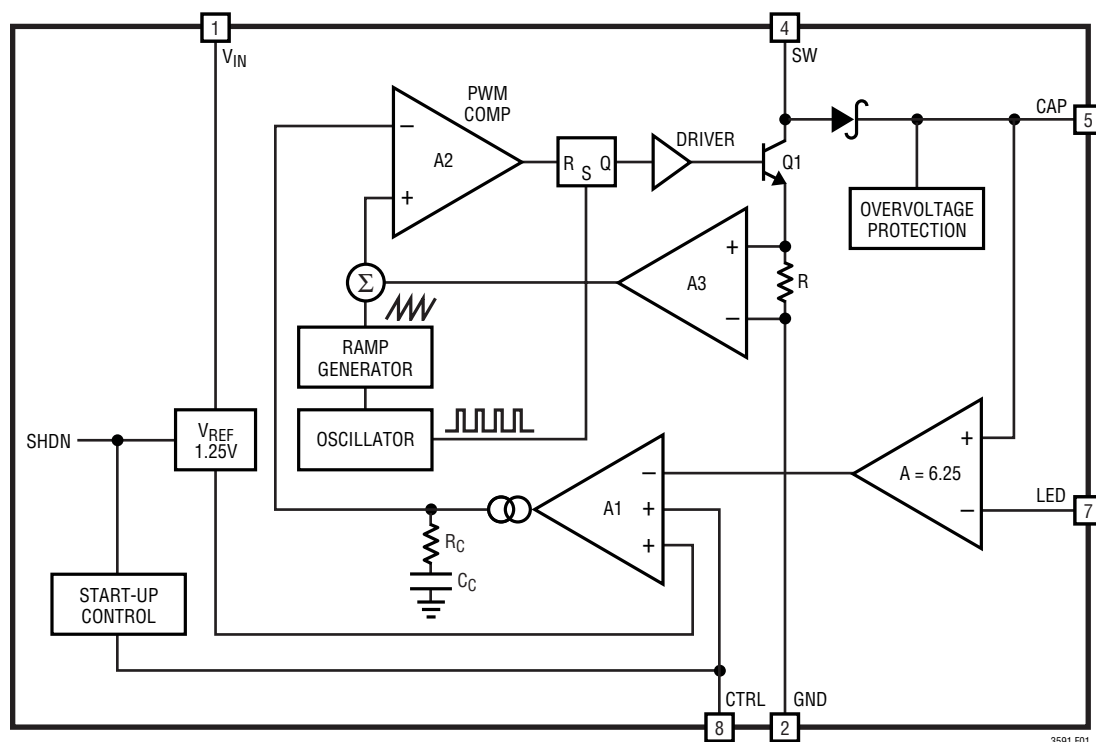 1
VIN
4
SW
PWM
COMP
CAP
5
−
A2
+
R S Q
DRIVER
Q1
OVERVOLTAGE
PROTECTION
Σ
+
A3
−
R
RAMP
GENERATOR
OSCILLATOR
SHDN
VREF
1.25V
−
A1
+
+
+
A = 6.25
−
LED
7
RC
CC
START-UP
CONTROL
CTRL
8
GND
2
3591 F01